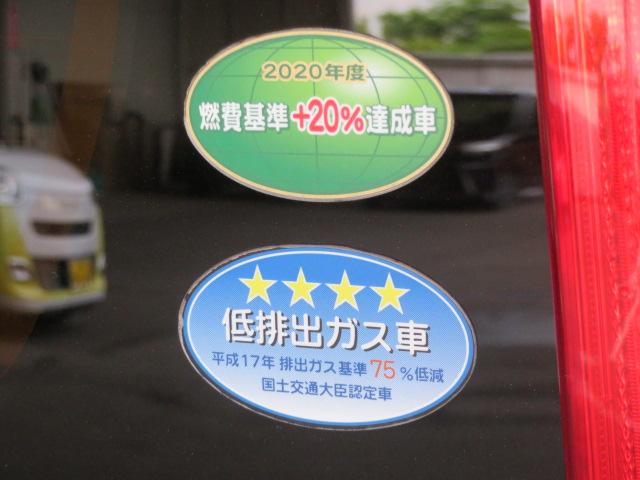 2020年度
燃費基準+20%達成車
低排出ガス車
平成17年 排出ガス基準 75 %低減
国土交通大臣認定車